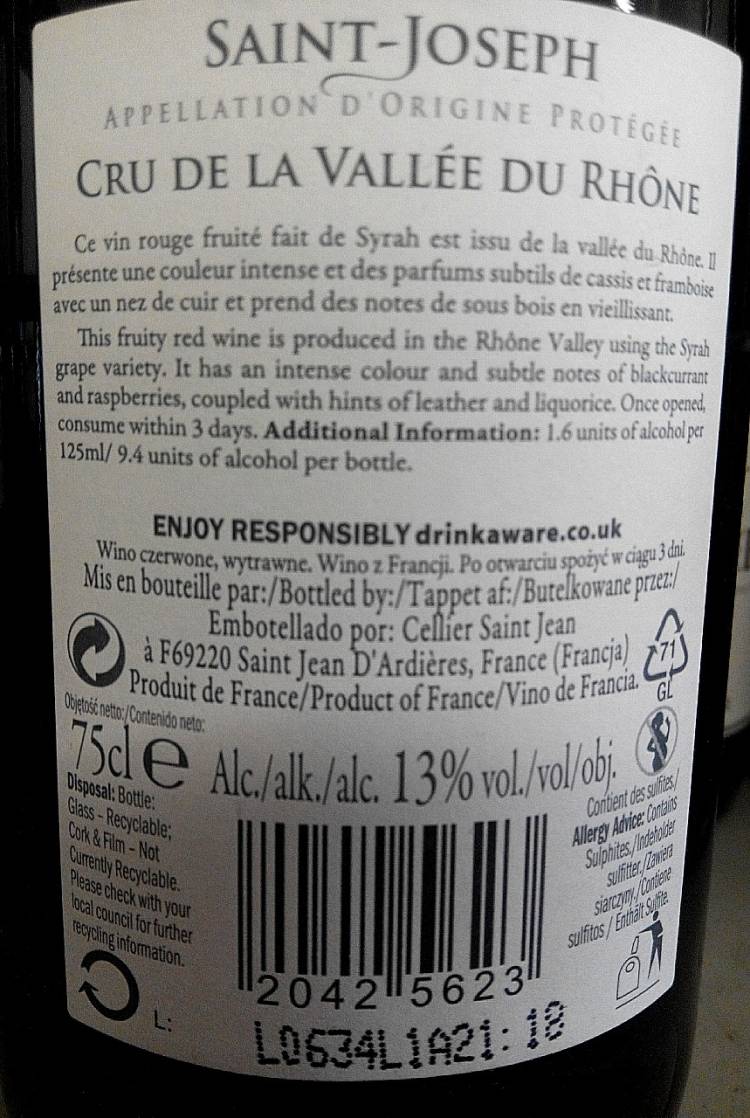 SAINT-JOSEPH
APPELLATION D'ORIGINE PROTÉGÉE
CRU DE LA VALLÉE DU RHÔNE
Ce vin rouge fruité fait de Syrah est issu de la vallée du Rhône. Il
présente une couleur intense et des parfums subtils de cassis et framboise
avec un nez de cuir et prend des notes de sous bois en vieillissant.
This fruity red wine is produced in the Rhône Valley using the Syrah
grape variety. It has an intense colour and subtle notes of blackcurrant
and raspberries, coupled with hints of leather and liquorice. Once opened,
consume within 3 days. Additional Information: 1.6 units of alcohol per
125ml/ 9.4 units of alcohol per bottle.
ENJOY RESPONSIBLY drinkaware.co.uk
Wino czerwone, wytrawne. Wino z Francji. Po otwarciu spożyć w ciągu 3 dni.
Mis en bouteille par:/Bottled by:/Tappet af:/Butelkowane przez:/
Embotellado por: Cellier Saint Jean
à F69220 Saint Jean D'Ardières, France (Francja)
Produit de France/Product of France/Vino de Francia.
71
GL
Objętość netto:/Contenido neto:
75cl e Alc./alk./alc. 13% vol./vol/obj.
Disposal: Bottle:
Glass - Recyclable;
Cork & Film - Not
Currently Recyclable.
Please check with your
local council for further
recycling information.
Contient des sulfites./
Allergy Advice: Contains
Sulphites./Indeholder
sulfitter./Zawiera
siarczyny./Contiene
sulfitos / Enthält Sulfite.
2042 5623
L:
L0634L1A21:18